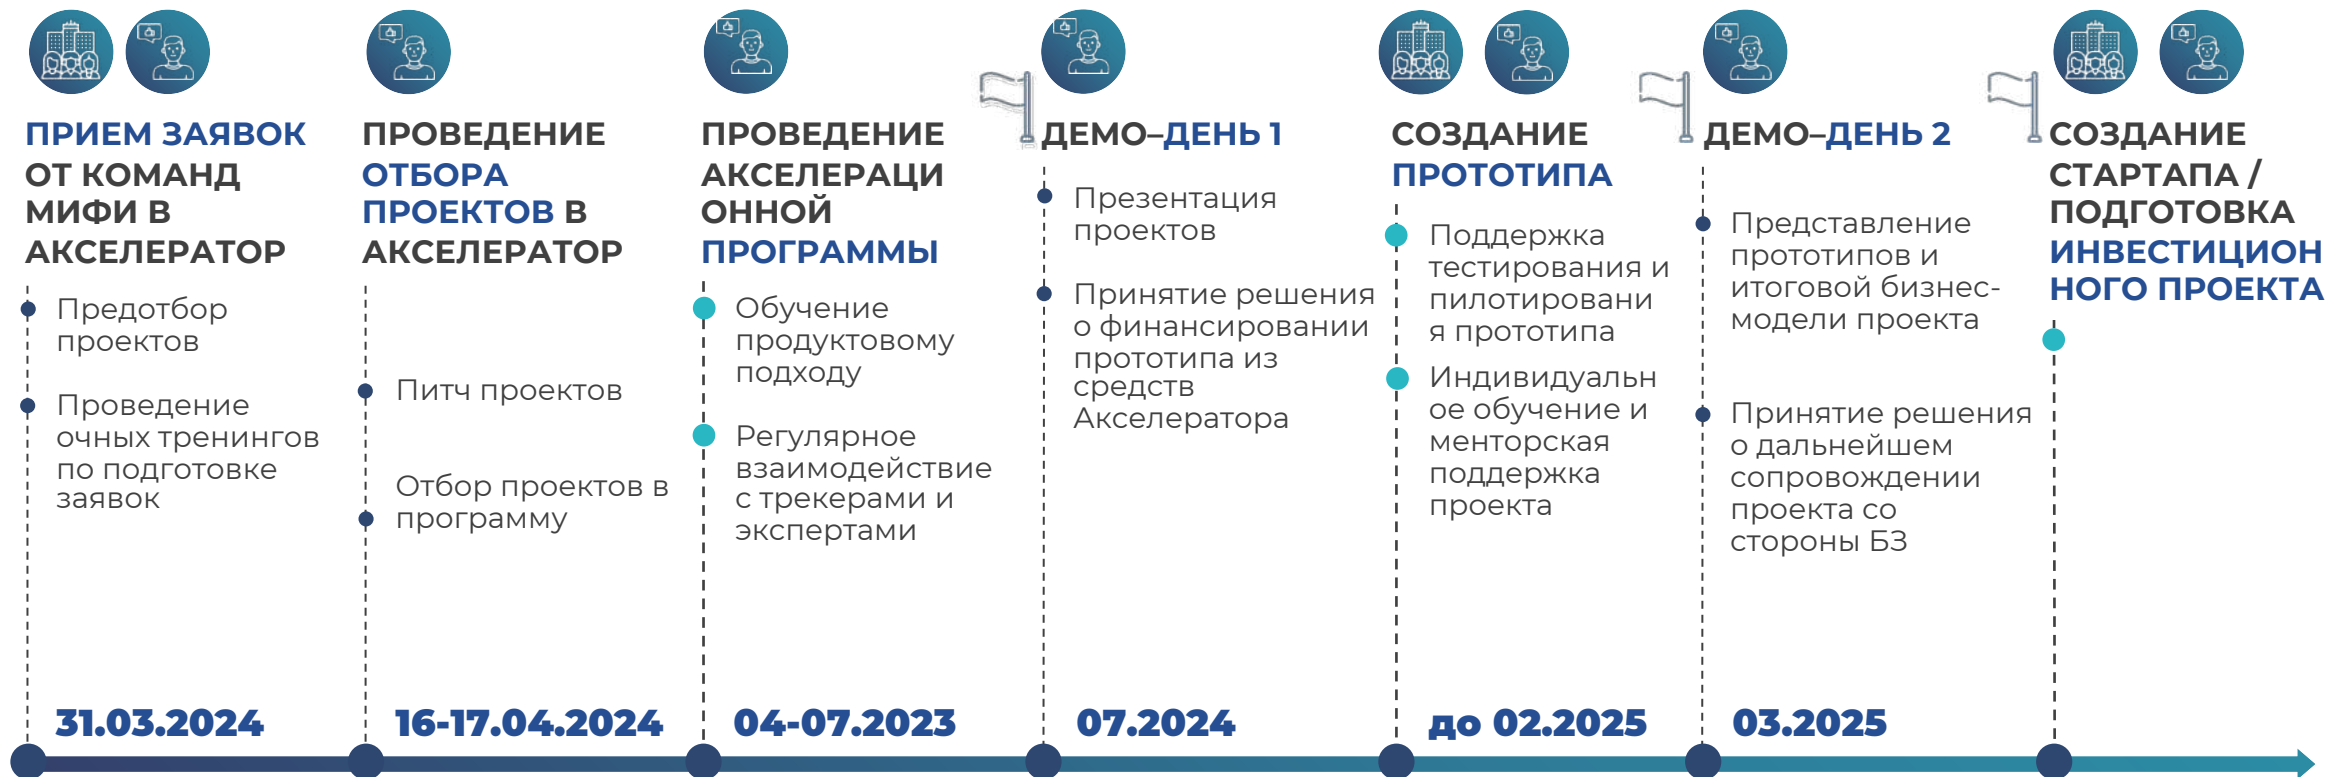 ПРИЕМ ЗАЯВОК
ОТ КОМАНД
МИФИ В
АКСЕЛЕРАТОР
Предотбор
проектов
Проведение
очных тренингов
по подготовке
заявок
31.03.2024
ПРОВЕДЕНИЕ
ОТБОРА
ПРОЕКТОВ В
АКСЕЛЕРАТОР
Питч проектов
Отбор проектов в
программу
16-17.04.2024
ПРОВЕДЕНИЕ
АКСЕЛЕРАЦИ
ОННОЙ
ПРОГРАММЫ
Обучение
продуктовому
подходу
Регулярное
взаимодействие
с трекерами и
экспертами
04-07.2023
ДЕМО–ДЕНЬ 1
Презентация
проектов
Принятие решения
о финансировании
прототипа из
средств
Акселератора
07.2024
СОЗДАНИЕ
ПРОТОТИПА
Поддержка
тестирования и
пилотировани
я прототипа
Индивидуальн
ое обучение и
менторская
поддержка
проекта
до 02.2025
ДЕМО–ДЕНЬ 2
Представление
прототипов и
итоговой бизнес-
модели проекта
Принятие решения
о дальнейшем
сопровождении
проекта со
стороны БЗ
03.2025
СОЗДАНИЕ
СТАРТАПА /
ПОДГОТОВКА
ИНВЕСТИЦИОН
НОГО ПРОЕКТА